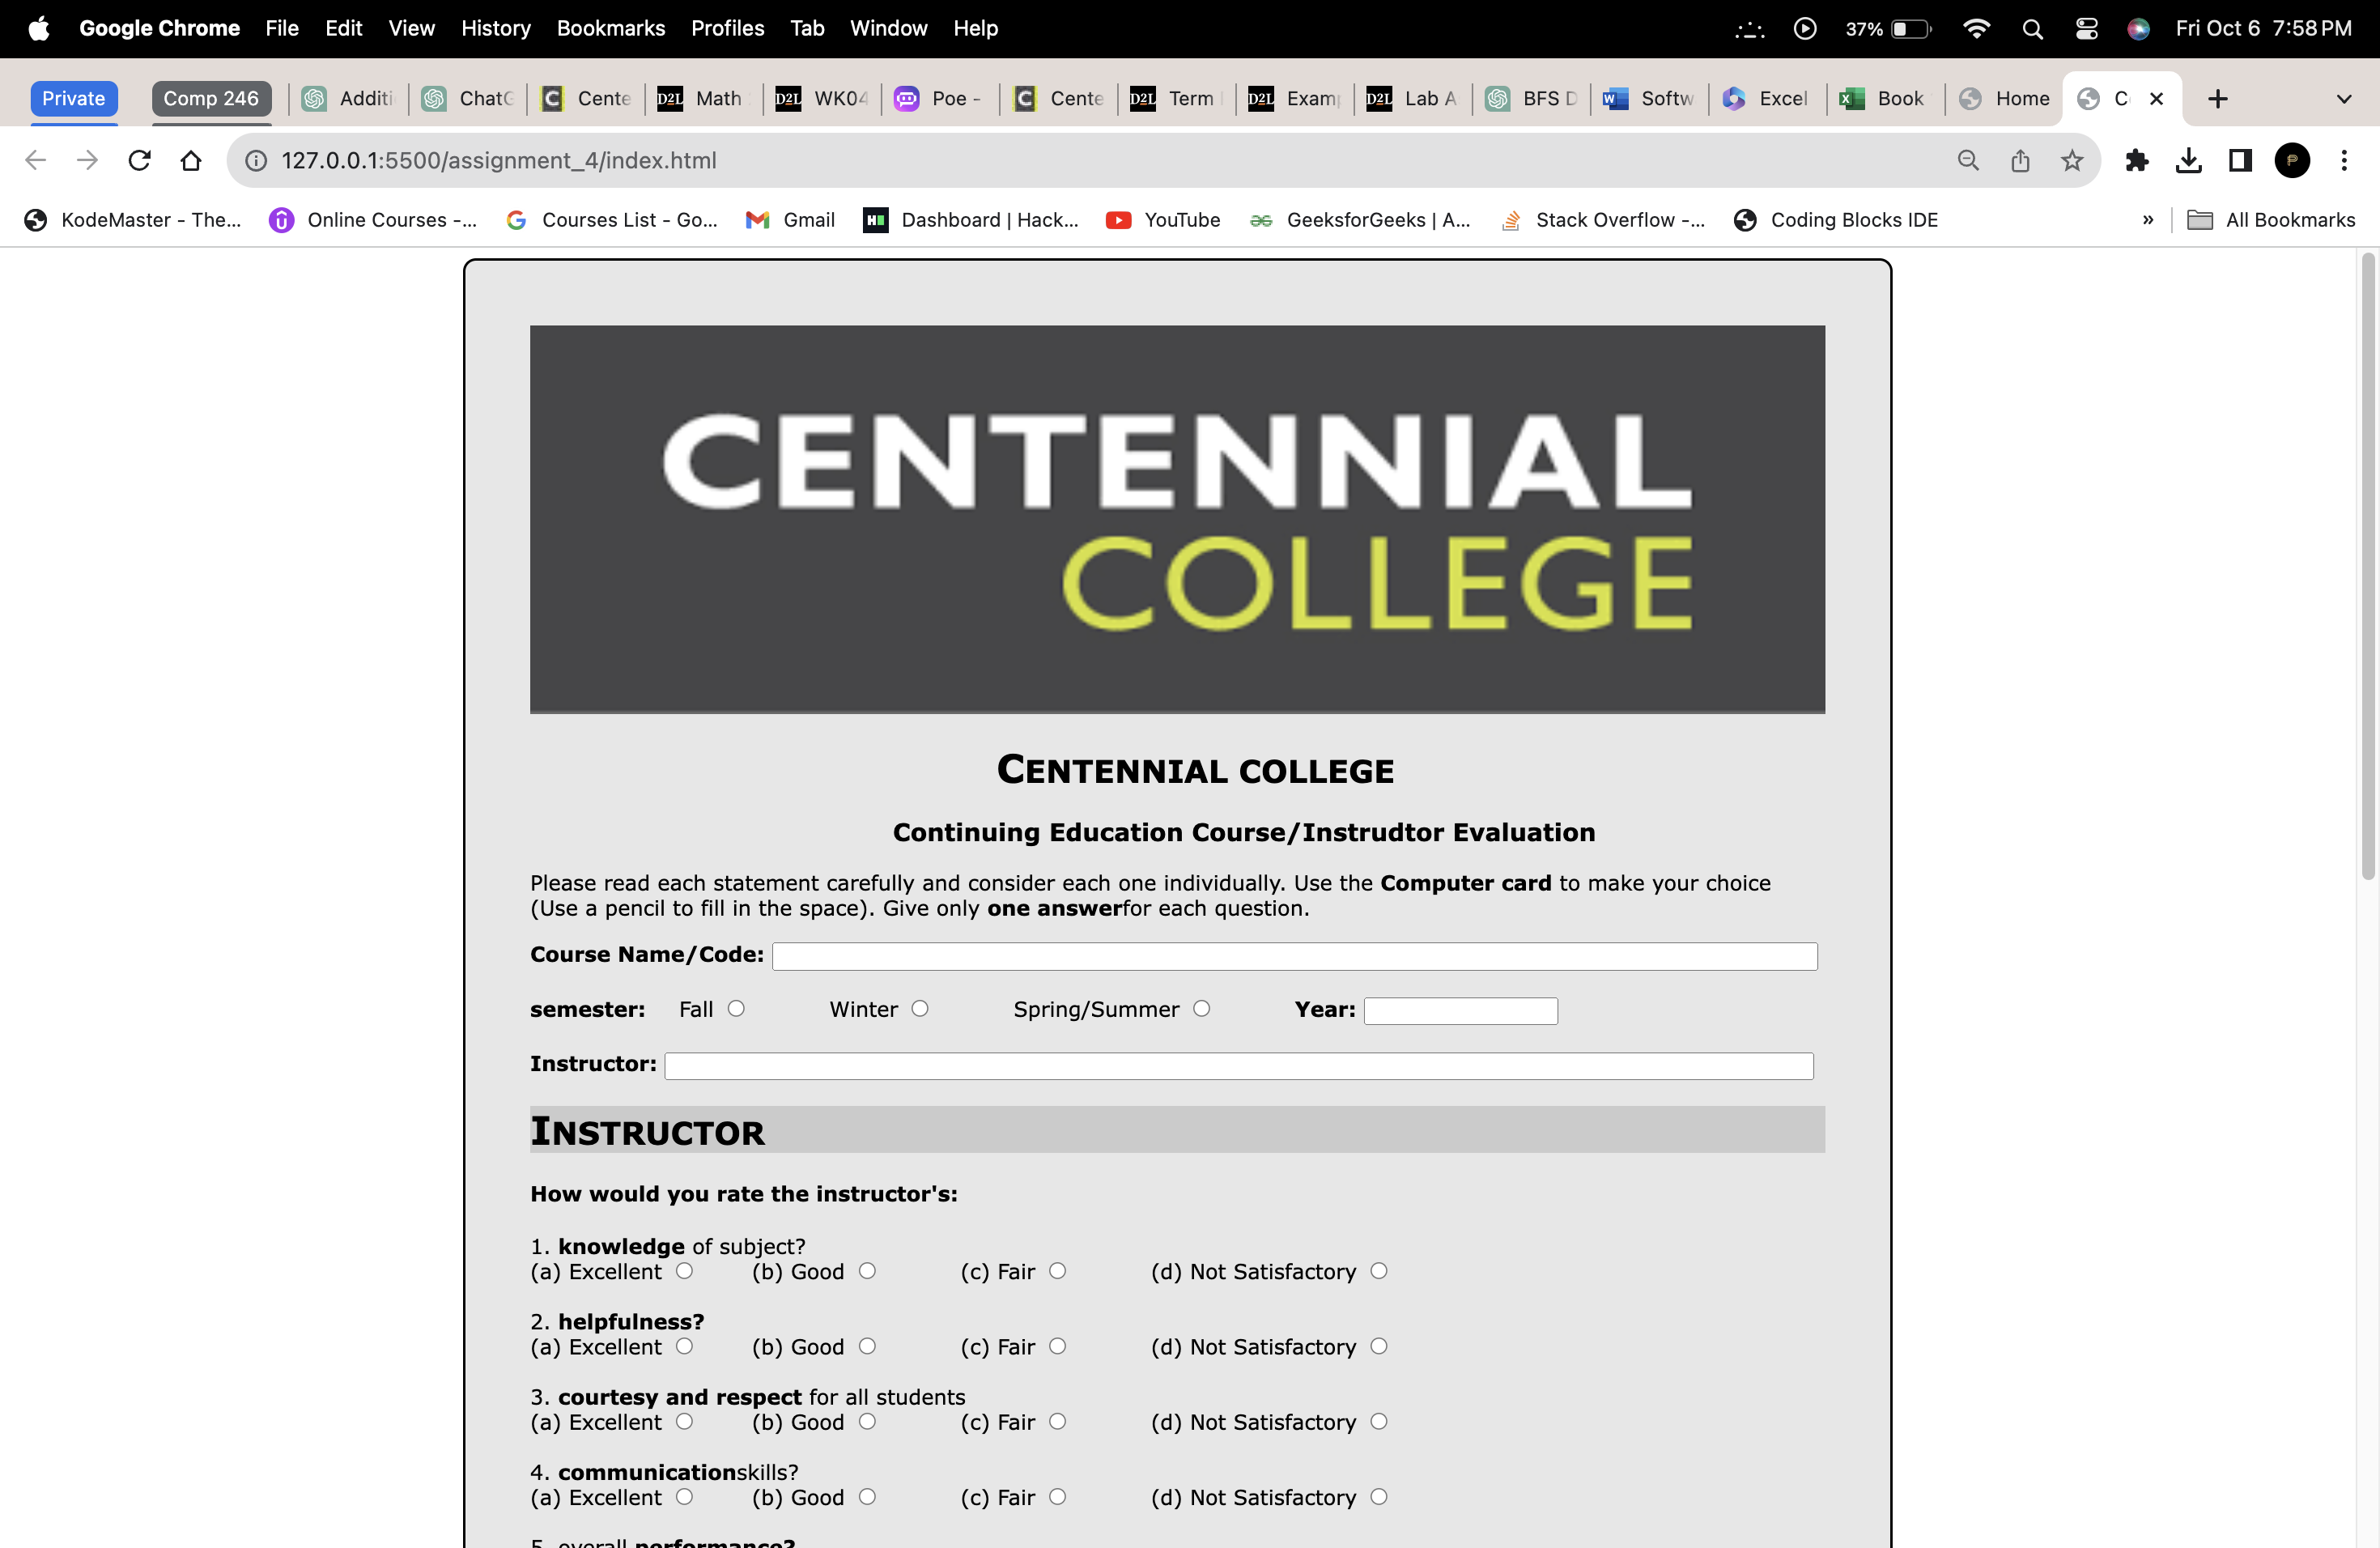 Google Chrome File Edit View History Bookmarks Profiles Tab Window Help 37% Fri Oct 6 7:58 PM
Private Comp 246 Additi ChatG Cente Math WK04 Poe - Cente Term Examp Lab A BFS D Softw Excel Book Home C
127.0.0.1:5500/assignment_4/index.html
KodeMaster - The... Online Courses -... Courses List - Go... Gmail Dashboard | Hack... YouTube GeeksforGeeks | A... Stack Overflow -... Coding Blocks IDE » All Bookmarks
CENTENNIAL
COLLEGE
CENTENNIAL COLLEGE
Continuing Education Course/Instrudtor Evaluation
Please read each statement carefully and consider each one individually. Use the Computer card to make your choice
(Use a pencil to fill in the space). Give only one answerfor each question.
Course Name/Code:
semester: Fall Winter Spring/Summer Year:
Instructor:
INSTRUCTOR
How would you rate the instructor's:
1. knowledge of subject?
(a) Excellent (b) Good (c) Fair (d) Not Satisfactory
2. helpfulness?
(a) Excellent (b) Good (c) Fair (d) Not Satisfactory
3. courtesy and respect for all students
(a) Excellent (b) Good (c) Fair (d) Not Satisfactory
4. communicationskills?
(a) Excellent (b) Good (c) Fair (d) Not Satisfactory
5. overall performance?